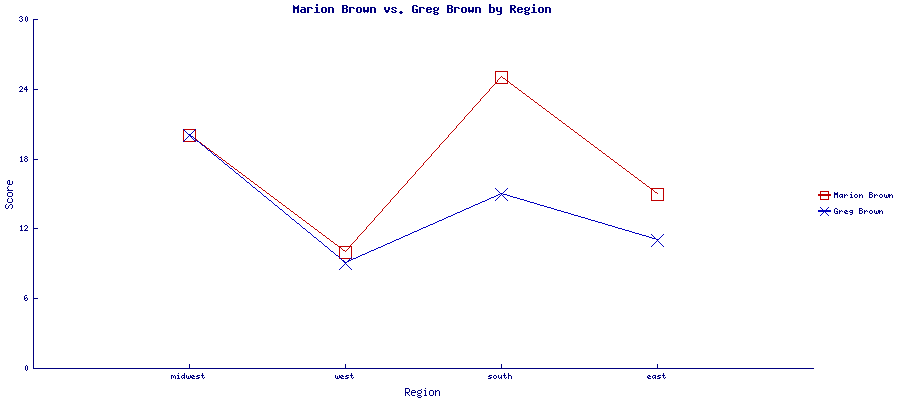 Marion Brown vs. Greg Brown by Region
30
24
18
12
6
0
Score
midwest west south east
Region
Marion Brown
Greg Brown